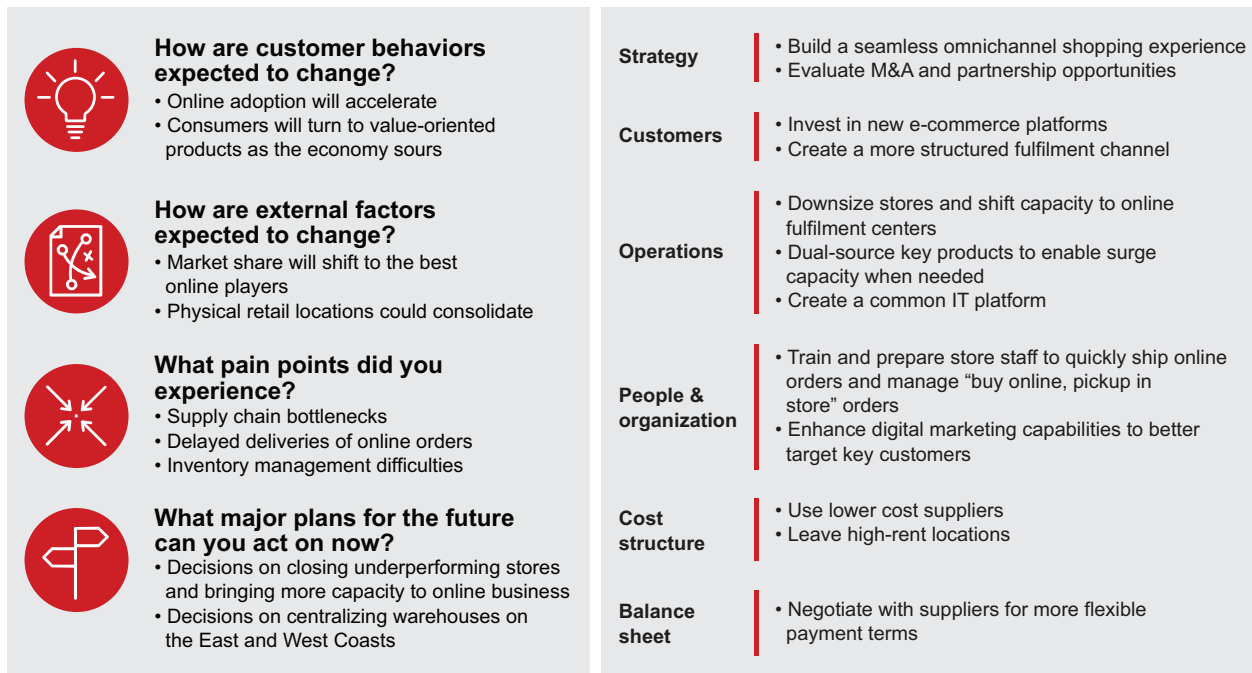 How are customer behaviors
expected to change?
• Online adoption will accelerate
• Consumers will turn to value-oriented
products as the economy sours
How are external factors
expected to change?
• Market share will shift to the best
online players
• Physical retail locations could consolidate
What pain points did you
experience?
• Supply chain bottlenecks
• Delayed deliveries of online orders
• Inventory management difficulties
What major plans for the future
can you act on now?
• Decisions on closing underperforming stores
and bringing more capacity to online business
• Decisions on centralizing warehouses on
the East and West Coasts
Strategy
• Build a seamless omnichannel shopping experience
• Evaluate M&A and partnership opportunities
Customers
• Invest in new e-commerce platforms
• Create a more structured fulfilment channel
Operations
• Downsize stores and shift capacity to online
fulfilment centers
• Dual-source key products to enable surge
capacity when needed
• Create a common IT platform
People &
organization
• Train and prepare store staff to quickly ship online
orders and manage “buy online, pickup in
store” orders
• Enhance digital marketing capabilities to better
target key customers
Cost
structure
• Use lower cost suppliers
• Leave high-rent locations
Balance
sheet
• Negotiate with suppliers for more flexible
payment terms